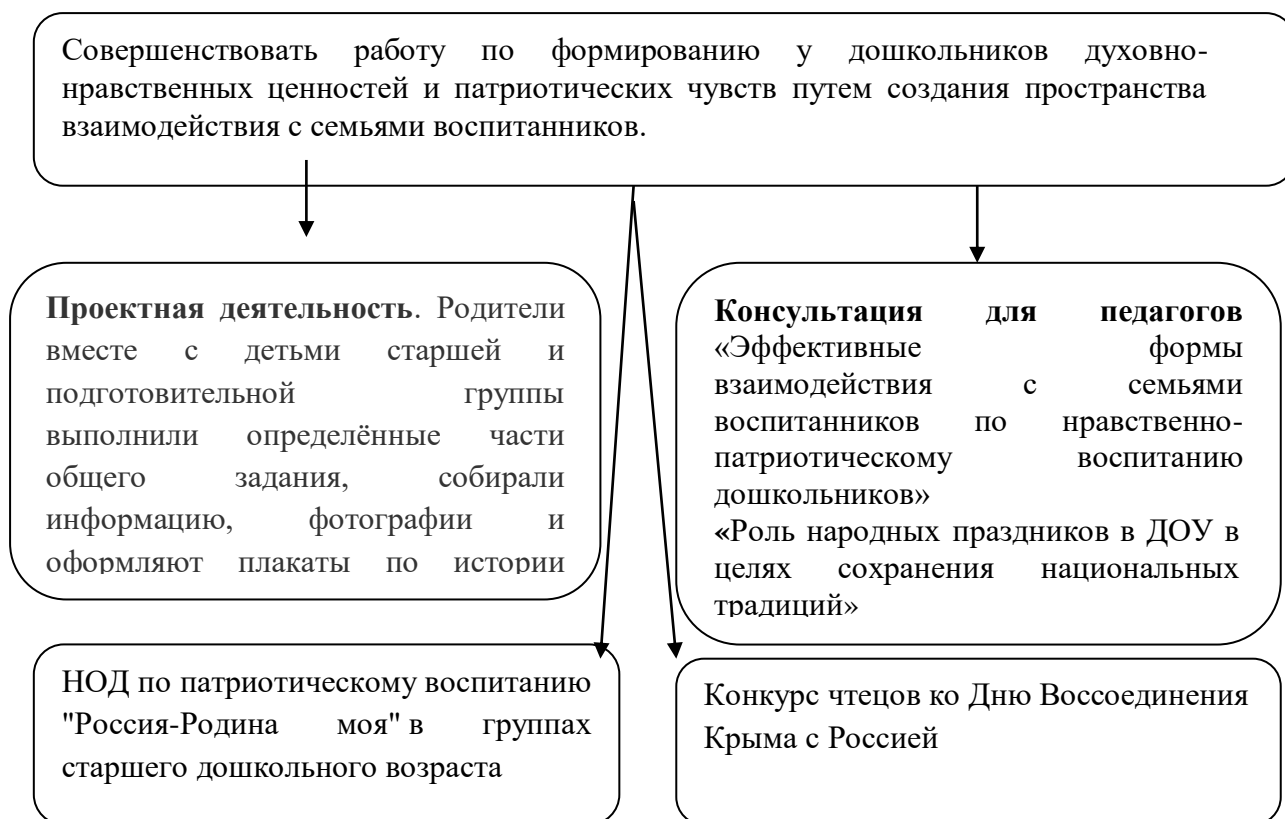 Совершенствовать работу по формированию у дошкольников духовно-
нравственных ценностей и патриотических чувств путем создания пространства
взаимодействия с семьями воспитанников.
Проектная деятельность. Родители
вместе с детьми старшей и
подготовительной группы
выполнили определённые части
общего задания, собирали
информацию, фотографии и
оформляют плакаты по истории
Консультация для педагогов
«Эффективные формы
взаимодействия с семьями
воспитанников по нравственно-
патриотическому воспитанию
дошкольников»
«Роль народных праздников в ДОУ в
целях сохранения национальных
традиций»
НОД по патриотическому воспитанию
"Россия-Родина моя" в группах
старшего дошкольного возраста
Конкурс чтецов ко Дню Воссоединения
Крыма с Россией